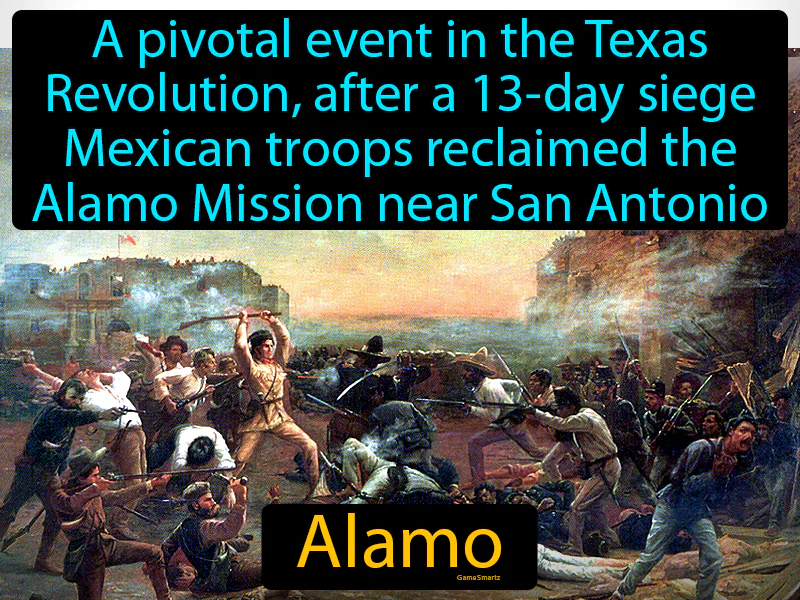 A pivotal event in the Texas
Revolution, after a 13-day siege
Mexican troops reclaimed the
Alamo Mission near San Antonio
Alamo
GameSmartz